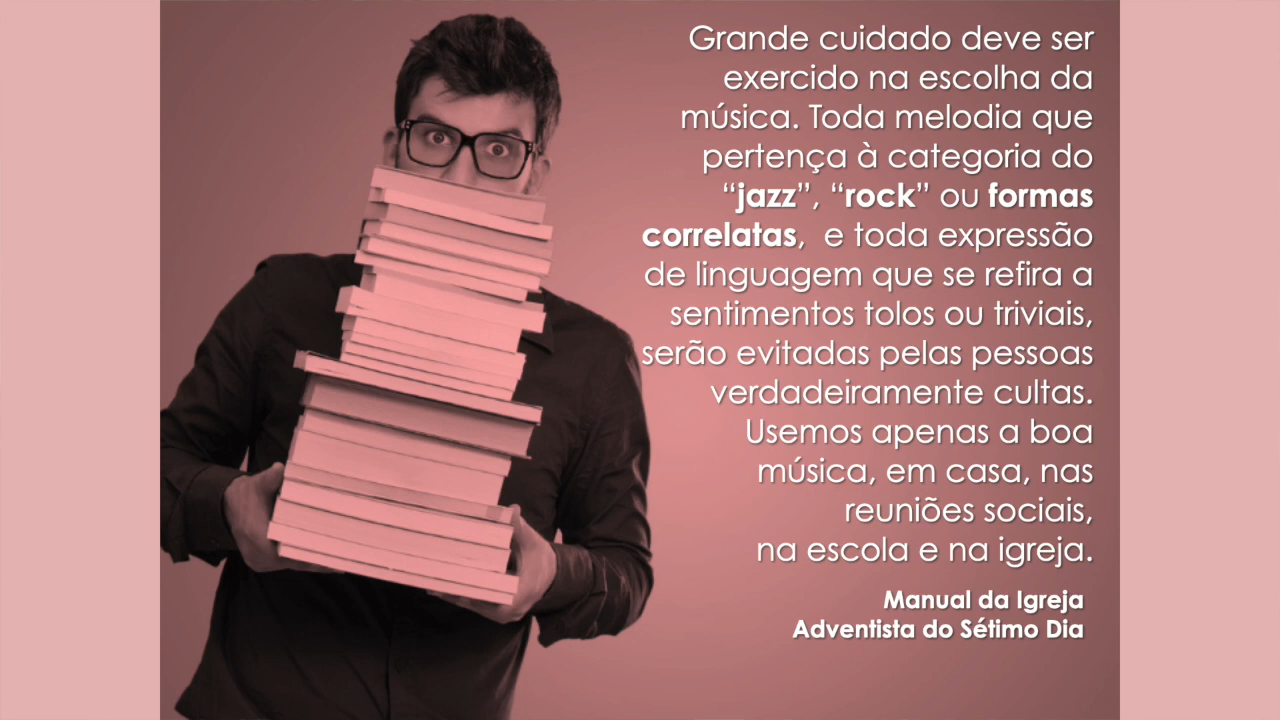 Grande cuidado deve ser
exercido na escolha da
música. Toda melodia que
pertença à categoria do
“jazz”, “rock” ou formas
correlatas,  e toda expressão
de linguagem que se refira a
sentimentos tolos ou triviais,
serão evitadas pelas pessoas
verdadeiramente cultas.
Usemos apenas a boa
música, em casa, nas
reuniões sociais,
na escola e na igreja.
Manual da Igreja
Adventista do Sétimo Dia